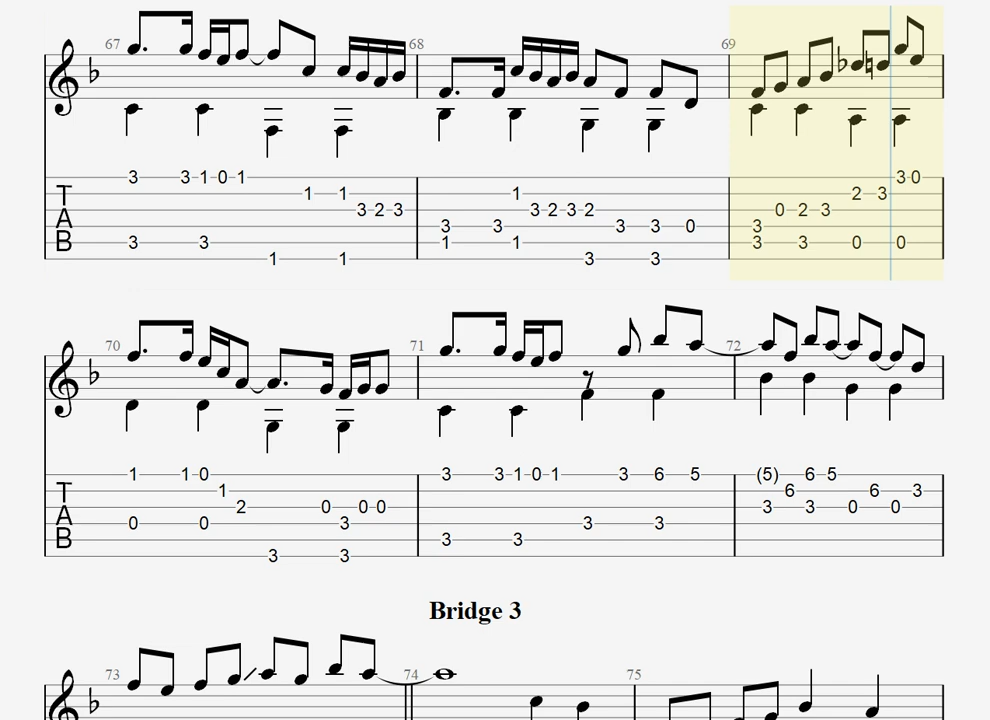 67 68 69
T 3 3 1 0 1 1 1 3 2 3 1 3 2 3 2 3 3 3 3 0 0 2 3 2 3 3 0
A
B 3 3 1 1 1 1 3 3 3 3 3 0 0
70 71 72
T 1 1 0 1 2 0 3 0 0 3 3 1 0 1 3 6 5 (5) 6 6 5 6 3
A
B 0 0 3 3 3 3 3 3 3 3 0 0
Bridge 3
73 74 75